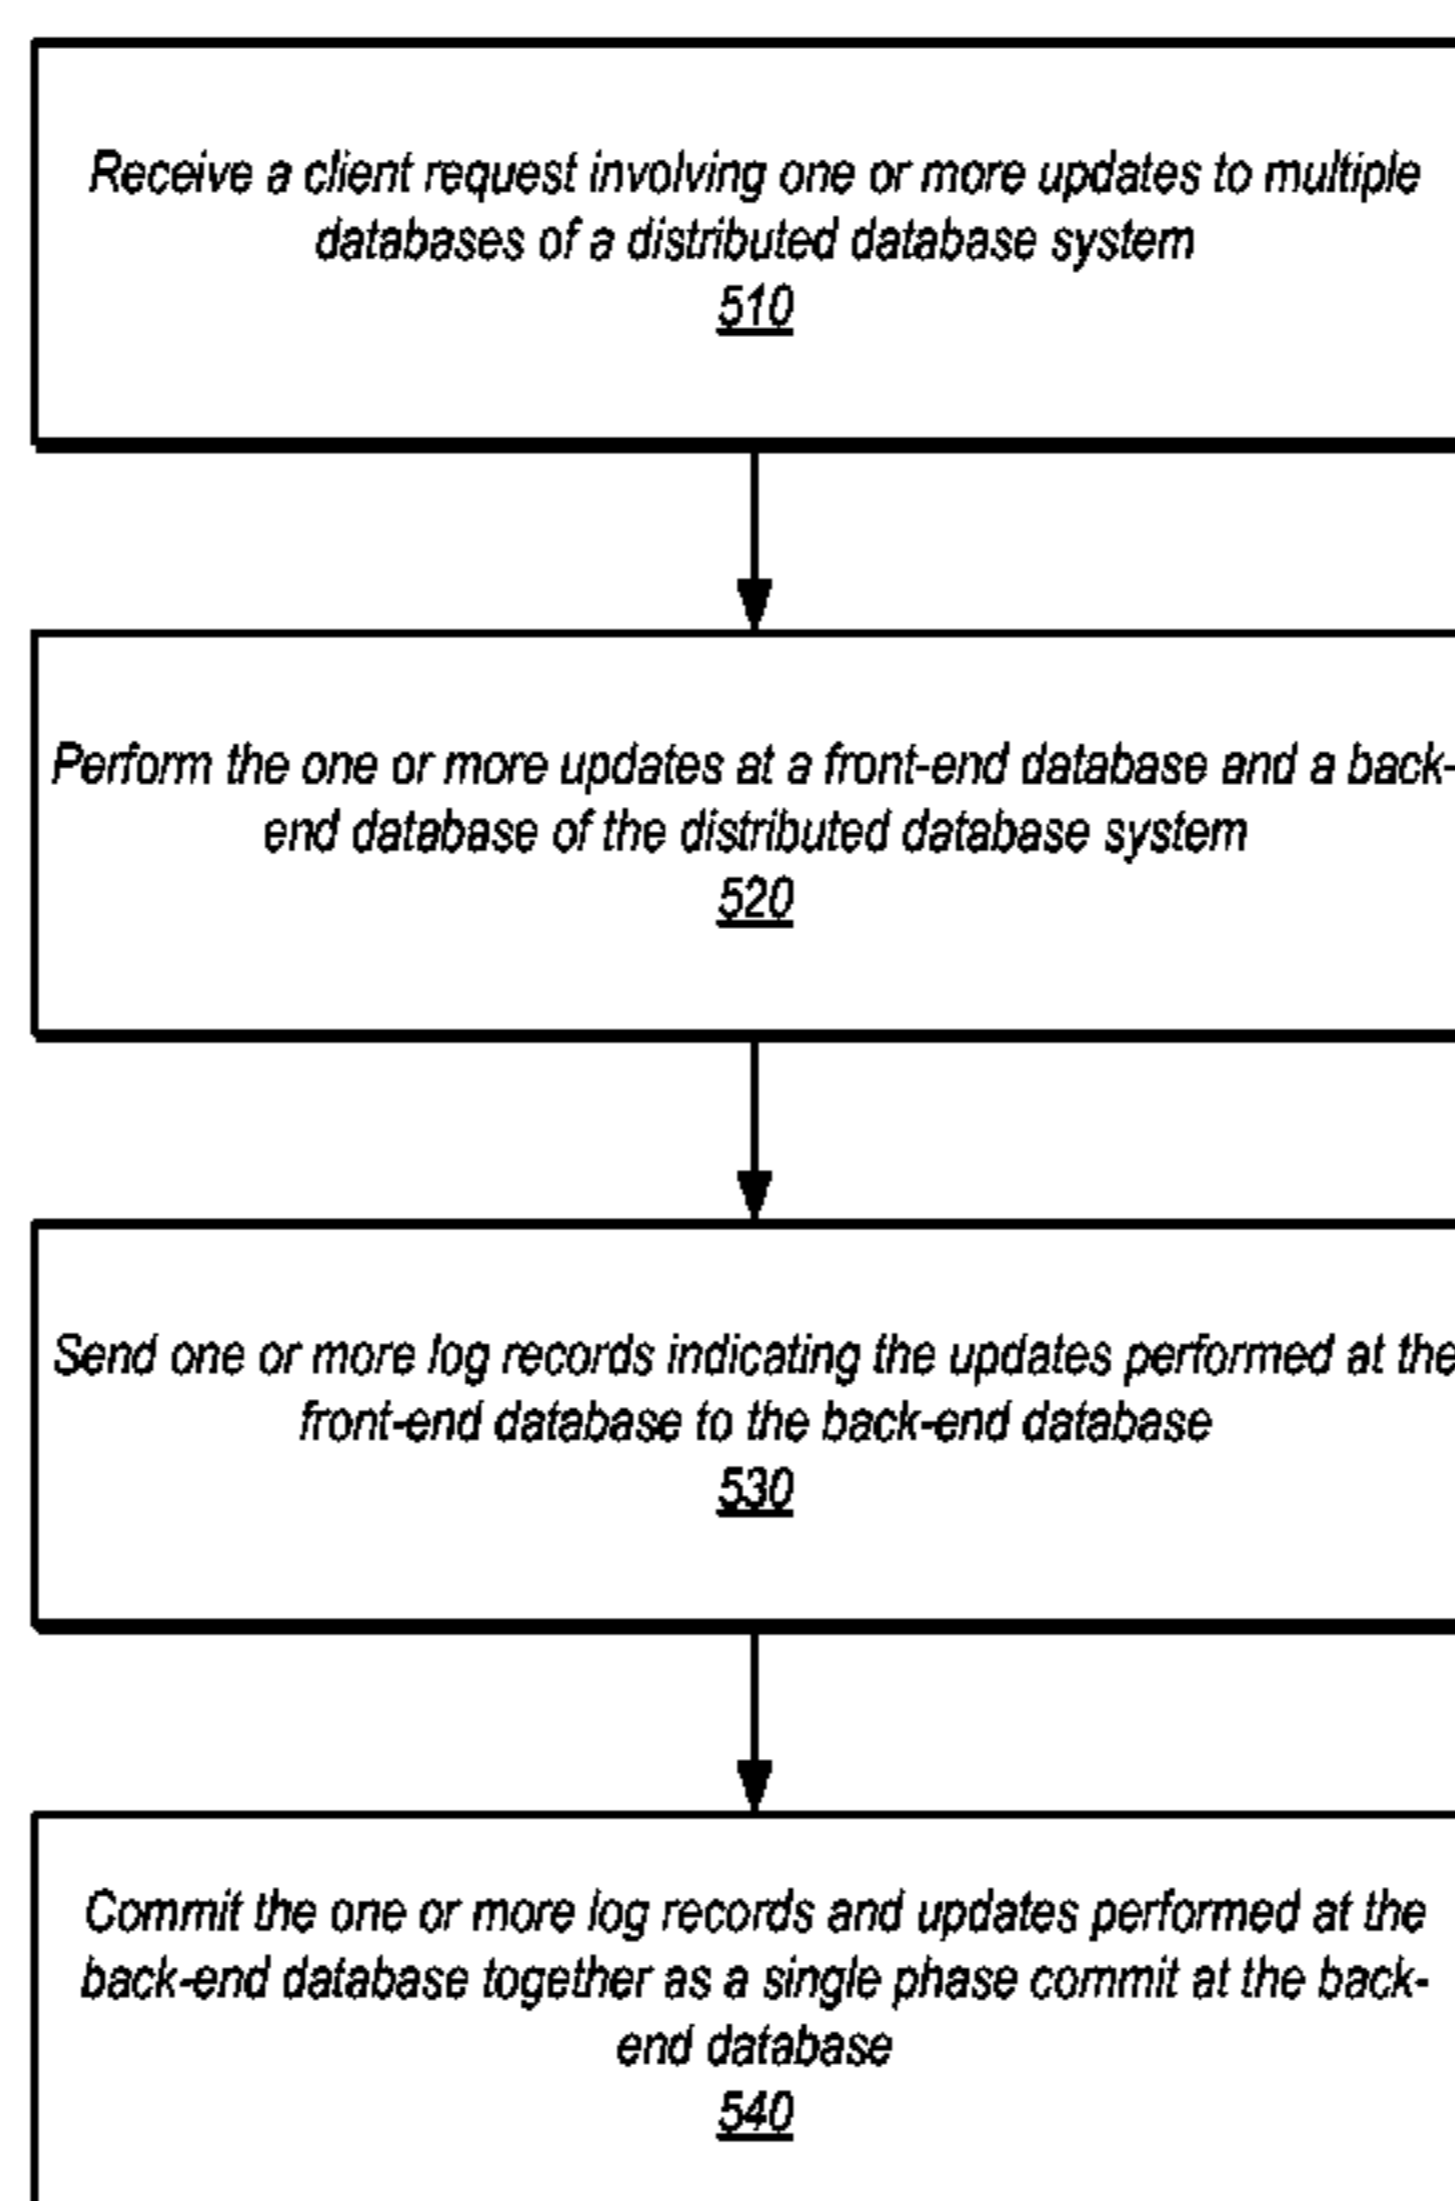 Receive a client request involving one or more updates to multiple
databases of a distributed database system
510
Perform the one or more updates at a front-end database and a back-
end database of the distributed database system
520
Send one or more log records indicating the updates performed at the
front-end database to the back-end database
530
Commit the one or more log records and updates performed at the
back-end database together as a single phase commit at the back-
end database
540